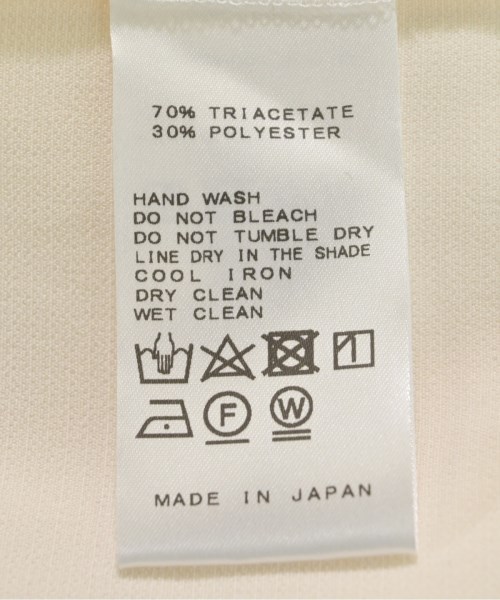 70% TRIACETATE
30% POLYESTER
HAND WASH
DO NOT BLEACH
DO NOT TUMBLE DRY
LINE DRY IN THE SHADE
COOL IRON
DRY CLEAN
WET CLEAN
F W
MADE IN JAPAN